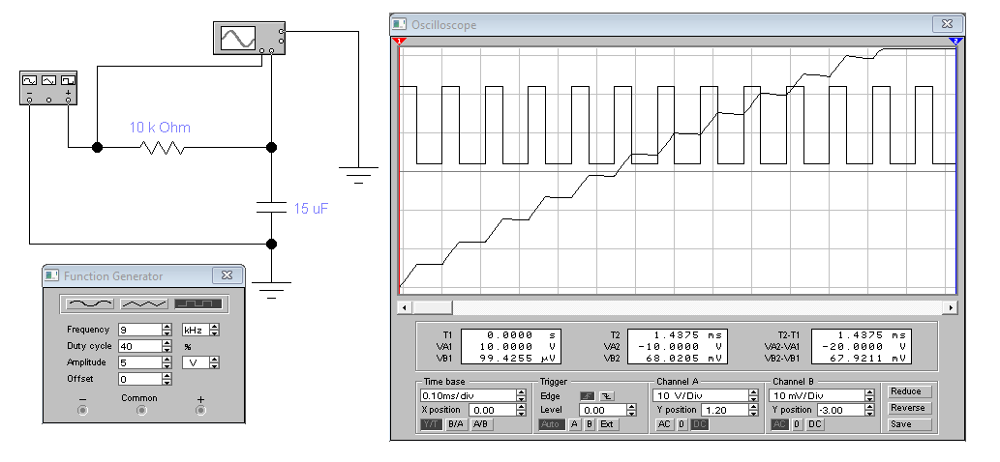 Oscilloscope
1
2
10 k Ohm
15 uF
Function Generator
Frequency 9 kHz
Duty cycle 40 %
Amplitude 5 V
Offset 0
− Common +
T1 0.0000 s T2 1.4375 ms T2-T1 1.4375 ms
VA1 10.0000 V VA2 -10.0000 V VA2-VA1 -20.0000 V
VB1 99.4255 µV VB2 68.0205 mV VB2-VB1 67.9211 mV
Time base Trigger Channel A Channel B
0.10ms/div Edge 10 V/Div 10 mV/Div Reduce
X position 0.00 Level 0.00 Y position 1.20 Y position -3.00 Reverse
Y/T B/A A/B Auto A B Ext AC 0 DC AC 0 DC Save